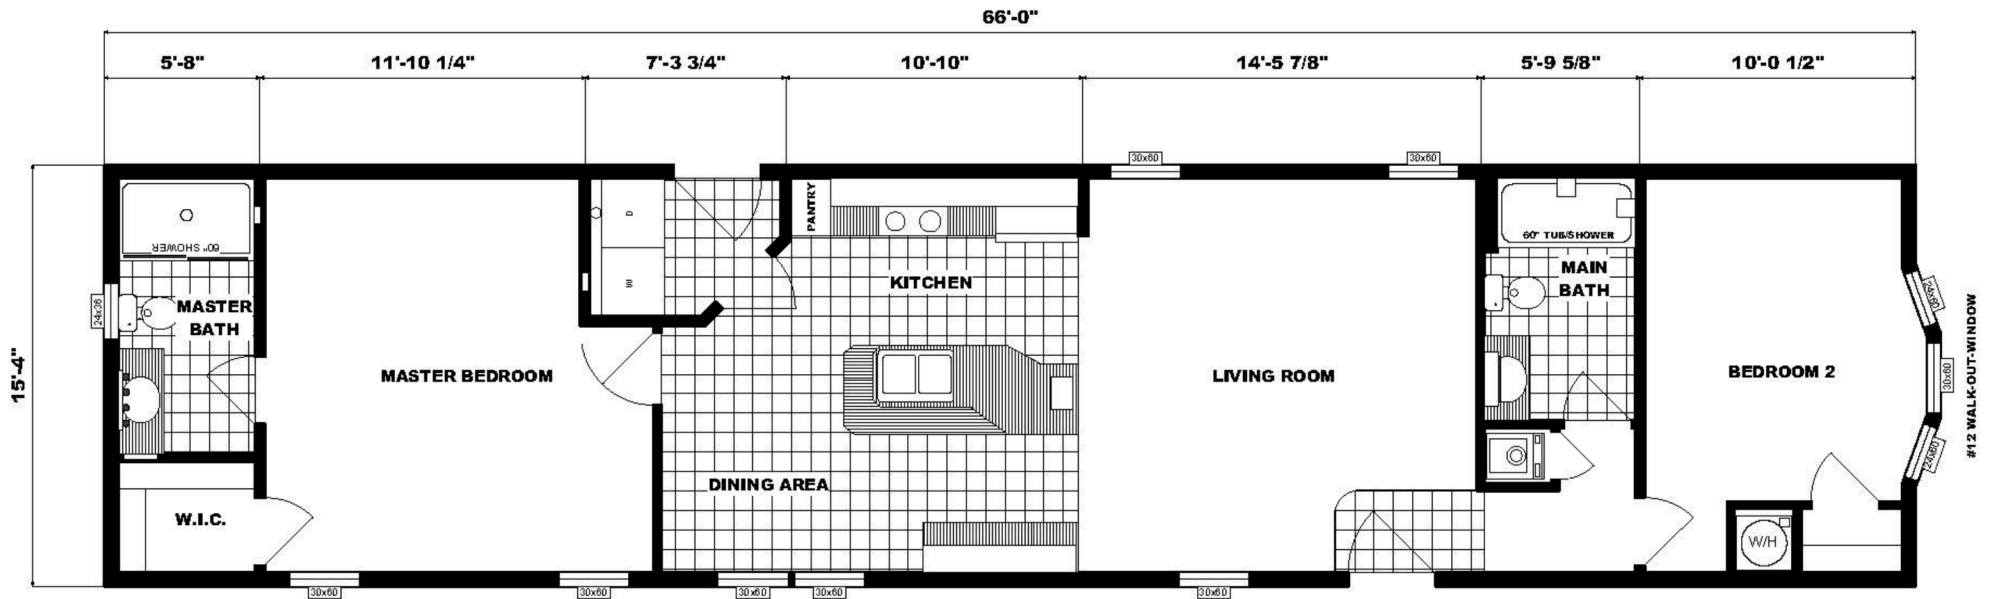 66'-0"
5'-8"
11'-10 1/4"
7'-3 3/4"
10'-10"
14'-5 7/8"
5'-9 5/8"
10'-0 1/2"
15'-4"
30x60
30x60
60" SHOWER
D
W
PANTRY
60" TUB/SHOWER
KITCHEN
MAIN
BATH
24x36
MASTER
BATH
24x60
MASTER BEDROOM
LIVING ROOM
BEDROOM 2
30x60
#12 WALK-OUT-WINDOW
24x60
DINING AREA
W.I.C.
W/H
30x60
30x60
30x60
30x60
30x60